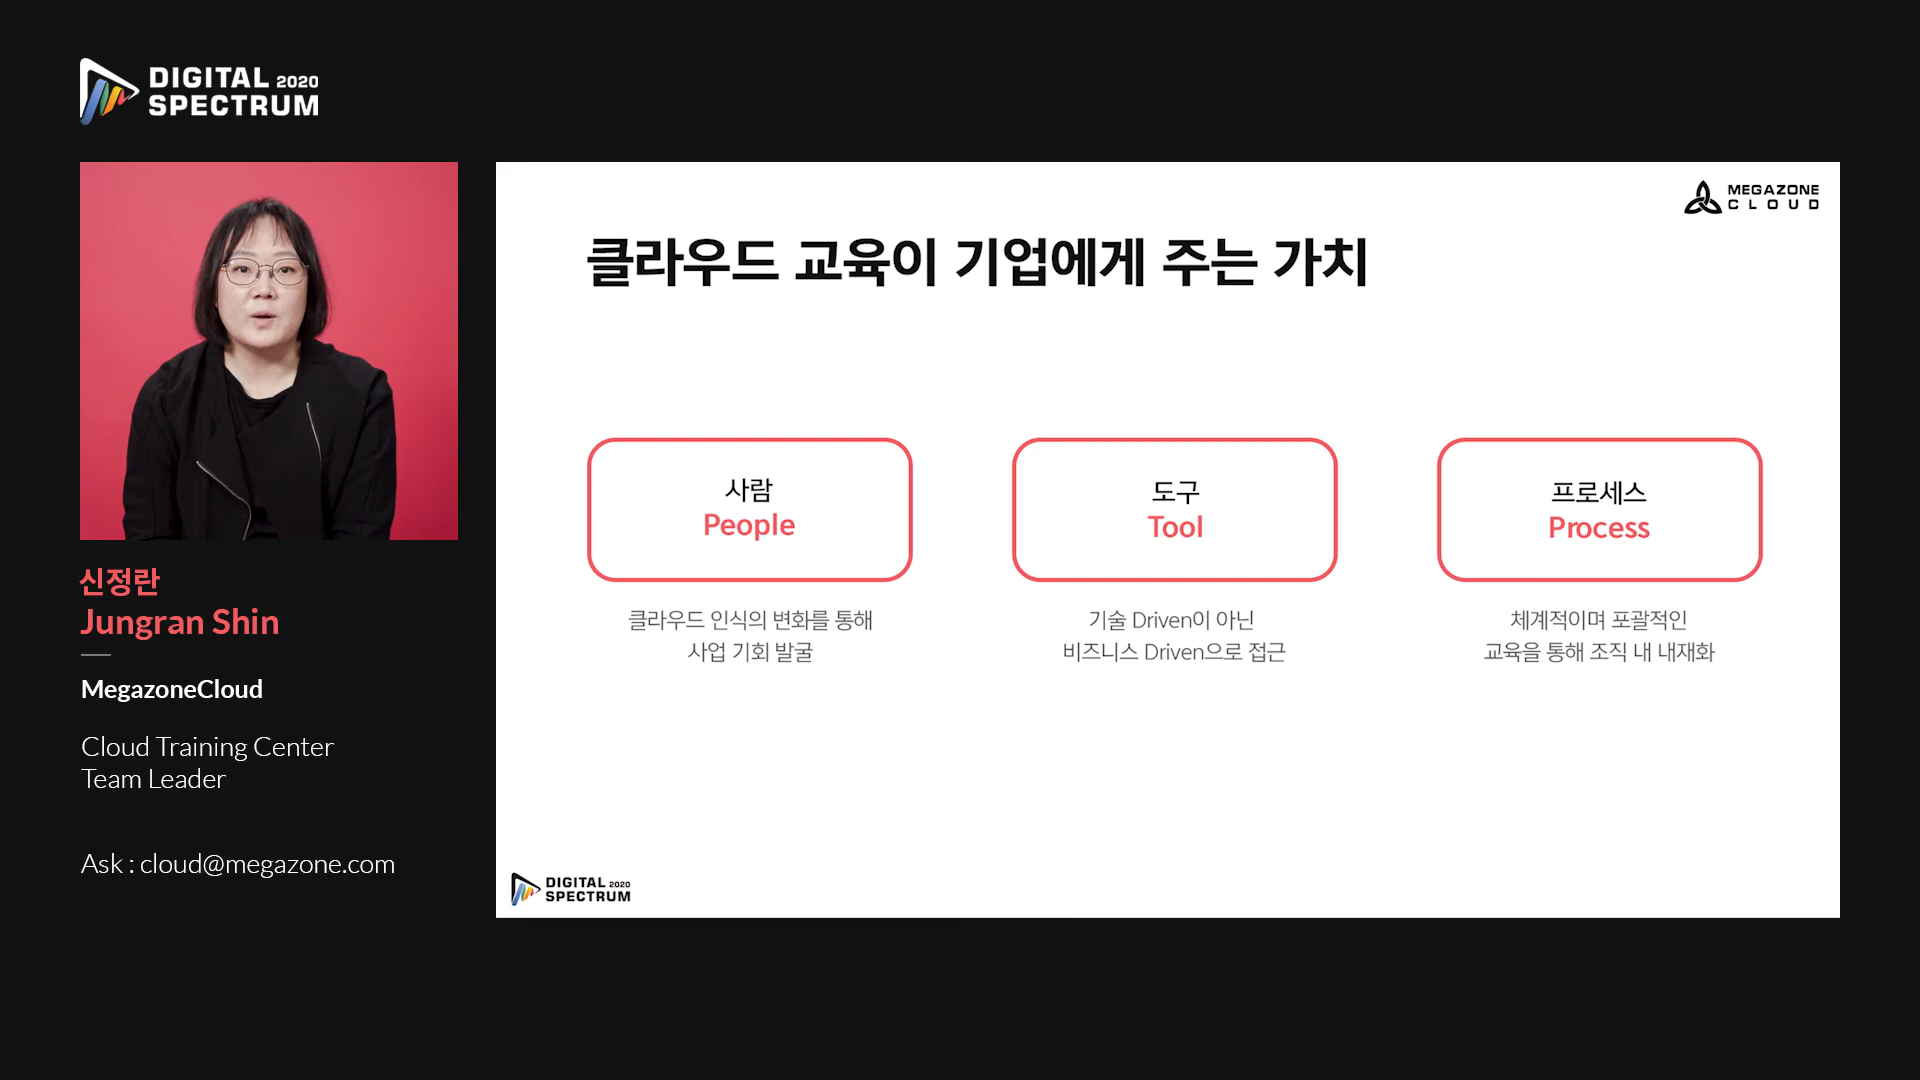 DIGITAL 2020
SPECTRUM
신정란
Jungran Shin
MegazoneCloud
Cloud Training Center
Team Leader
Ask : cloud@megazone.com
MEGAZONE
CLOUD
클라우드 교육이 기업에게 주는 가치
사람
People
클라우드 인식의 변화를 통해
사업 기회 발굴
도구
Tool
기술 Driven이 아닌
비즈니스 Driven으로 접근
프로세스
Process
체계적이며 포괄적인
교육을 통해 조직 내 내재화
DIGITAL 2020
SPECTRUM